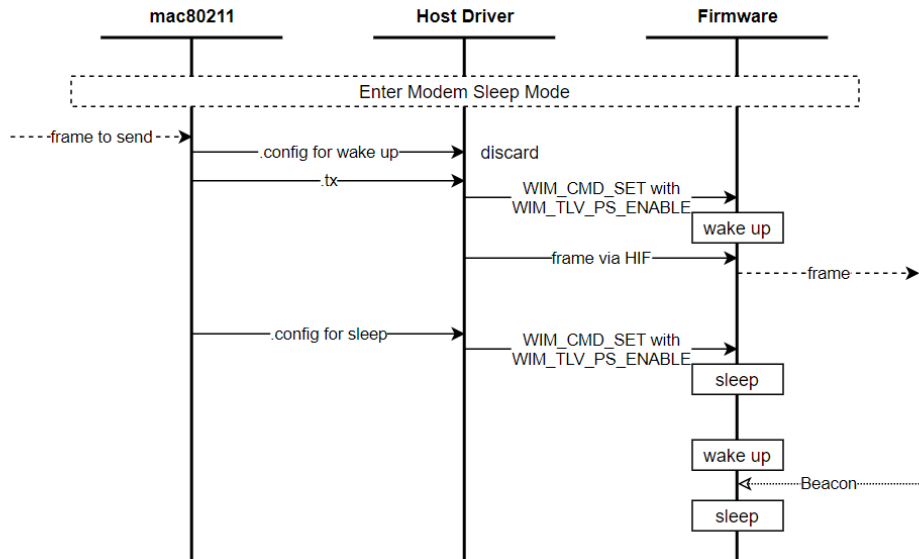 mac80211
Host Driver
Firmware
Enter Modem Sleep Mode
frame to send
.config for wake up
discard
.tx
WIM_CMD_SET with
WIM_TLV_PS_ENABLE
wake up
frame via HIF
frame
.config for sleep
WIM_CMD_SET with
WIM_TLV_PS_ENABLE
sleep
wake up
Beacon
sleep